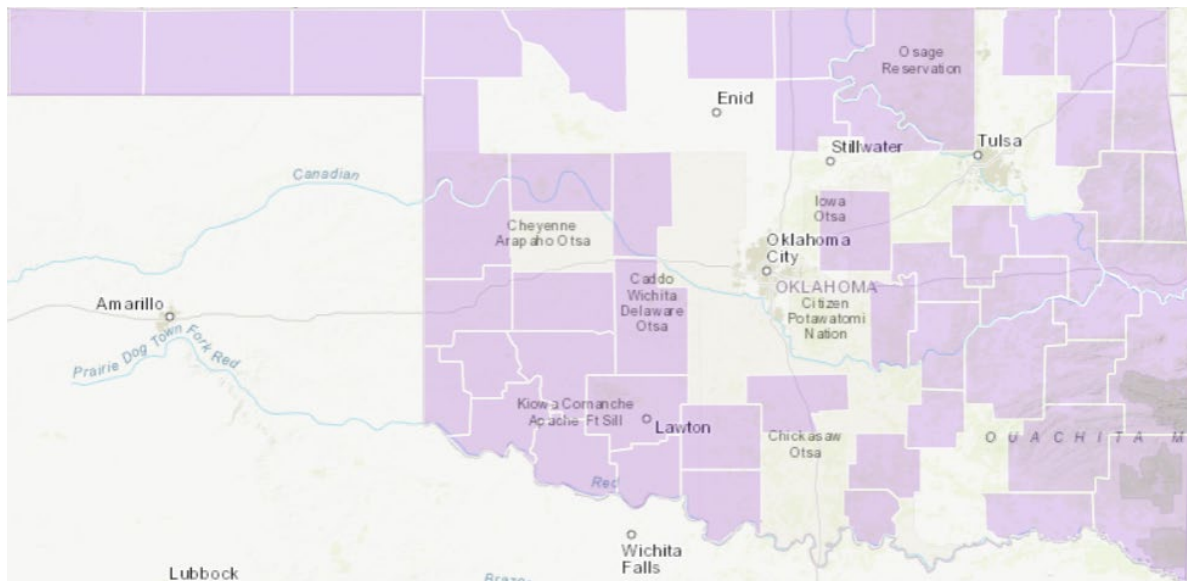 Osage
Reservation
Enid
Tulsa
Stillwater
Canadian
Iowa
Otsa
Cheyenne
Arapaho Otsa
Oklahoma
City
Caddo
Wichita
Delaware
Otsa
OKLAHOMA
Citizen
Potawatomi
Nation
Amarillo
Prairie Dog Town Fork Red
Kiowa Comanche
Apache Ft Sill
Lawton
Chickasaw
Otsa
OUACHITA M
Red
Wichita
Falls
Lubbock
Brazo